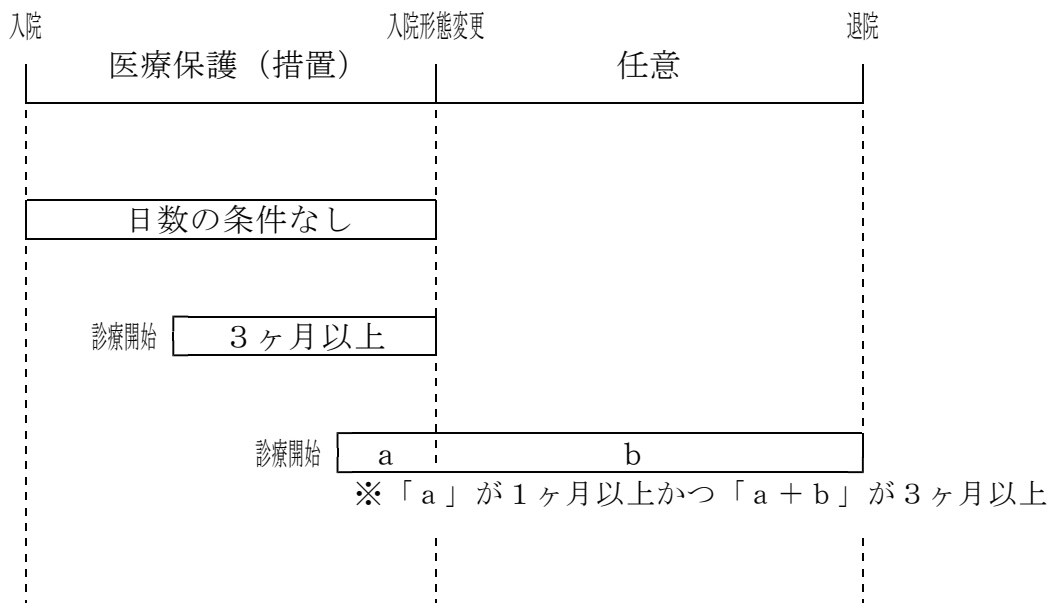 入院 入院形態変更 退院
医療保護（措置） 任意
日数の条件なし
診療開始 ３ヶ月以上
診療開始 ａ ｂ
※「ａ」が１ヶ月以上かつ「ａ＋ｂ」が３ヶ月以上